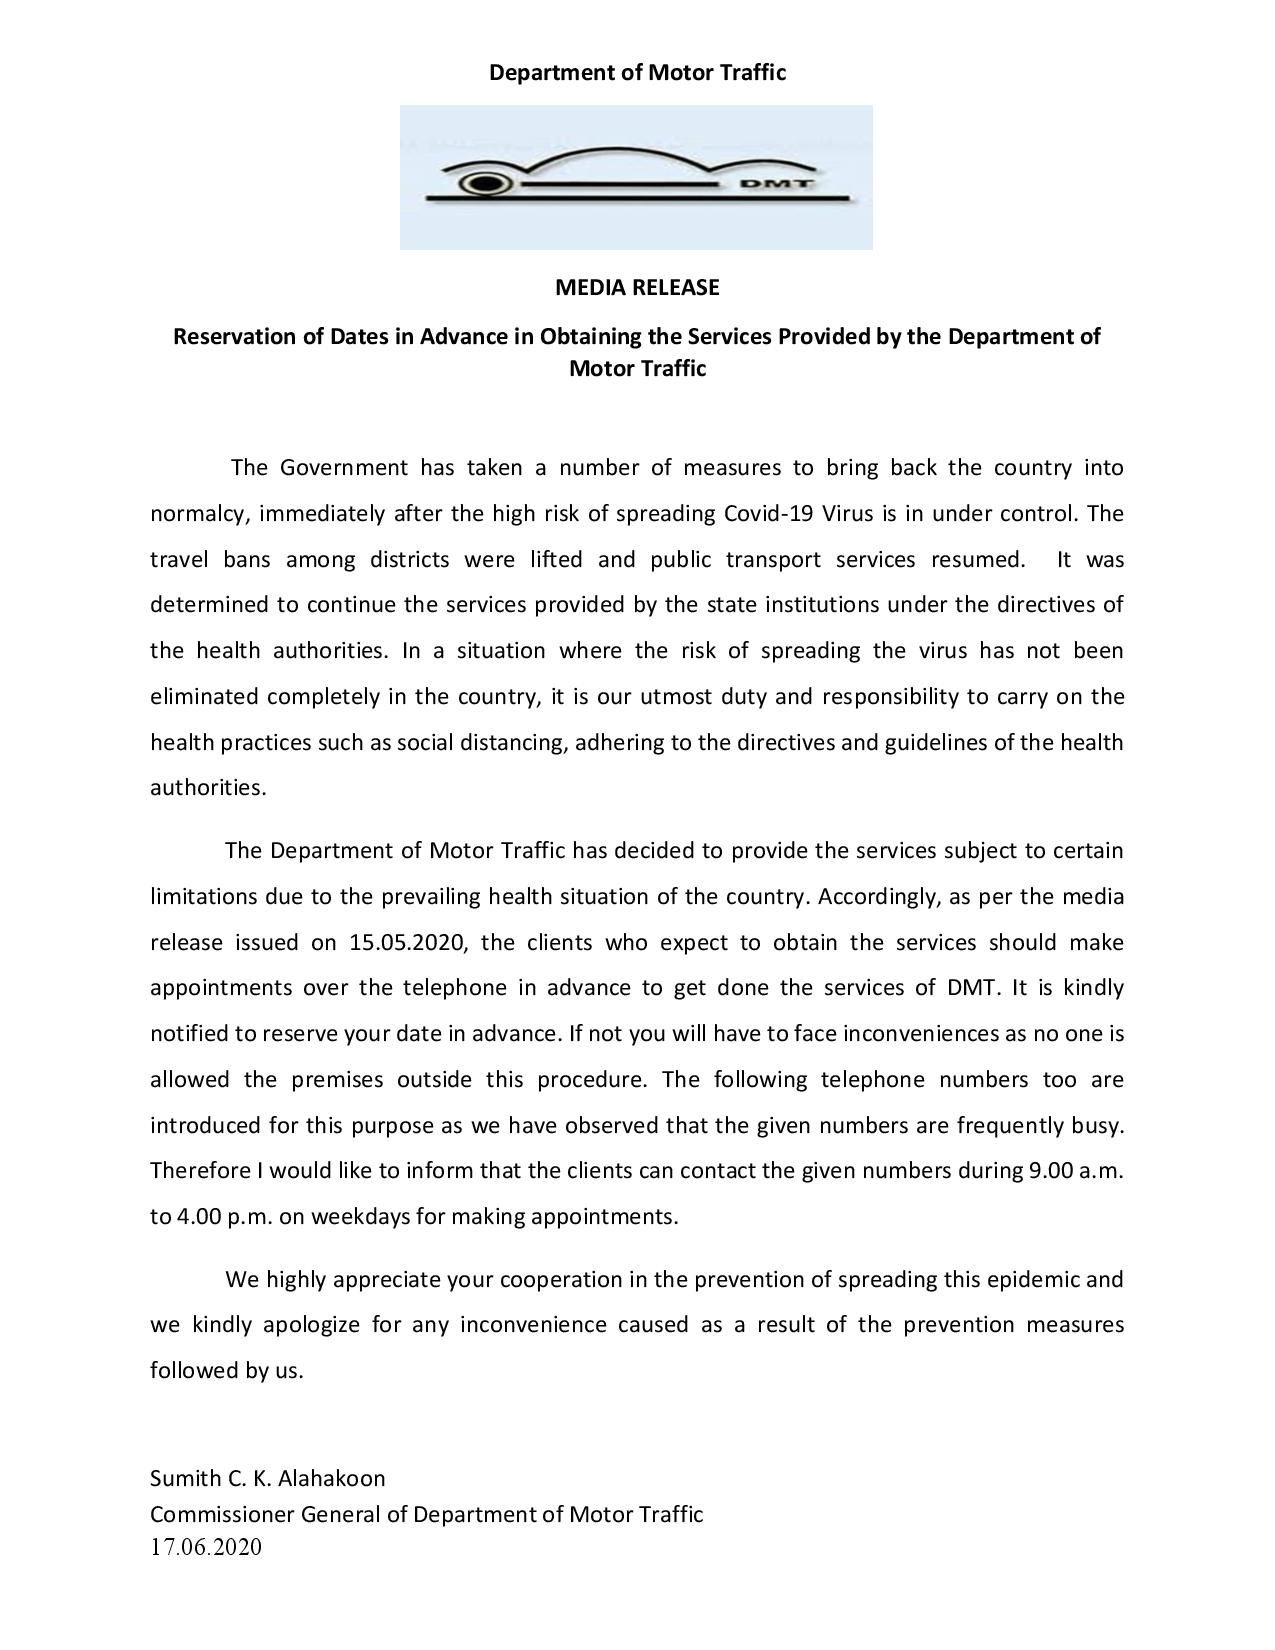 Department of Motor Traffic
DMT
MEDIA RELEASE
Reservation of Dates in Advance in Obtaining the Services Provided by the Department of
Motor Traffic
The Government has taken a number of measures to bring back the country into
normalcy, immediately after the high risk of spreading Covid-19 Virus is in under control. The
travel bans among districts were lifted and public transport services resumed. It was
determined to continue the services provided by the state institutions under the directives of
the health authorities. In a situation where the risk of spreading the virus has not been
eliminated completely in the country, it is our utmost duty and responsibility to carry on the
health practices such as social distancing, adhering to the directives and guidelines of the health
authorities.
The Department of Motor Traffic has decided to provide the services subject to certain
limitations due to the prevailing health situation of the country. Accordingly, as per the media
release issued on 15.05.2020, the clients who expect to obtain the services should make
appointments over the telephone in advance to get done the services of DMT. It is kindly
notified to reserve your date in advance. If not you will have to face inconveniences as no one is
allowed the premises outside this procedure. The following telephone numbers too are
introduced for this purpose as we have observed that the given numbers are frequently busy.
Therefore I would like to inform that the clients can contact the given numbers during 9.00 a.m.
to 4.00 p.m. on weekdays for making appointments.
We highly appreciate your cooperation in the prevention of spreading this epidemic and
we kindly apologize for any inconvenience caused as a result of the prevention measures
followed by us.
Sumith C. K. Alahakoon
Commissioner General of Department of Motor Traffic
17.06.2020